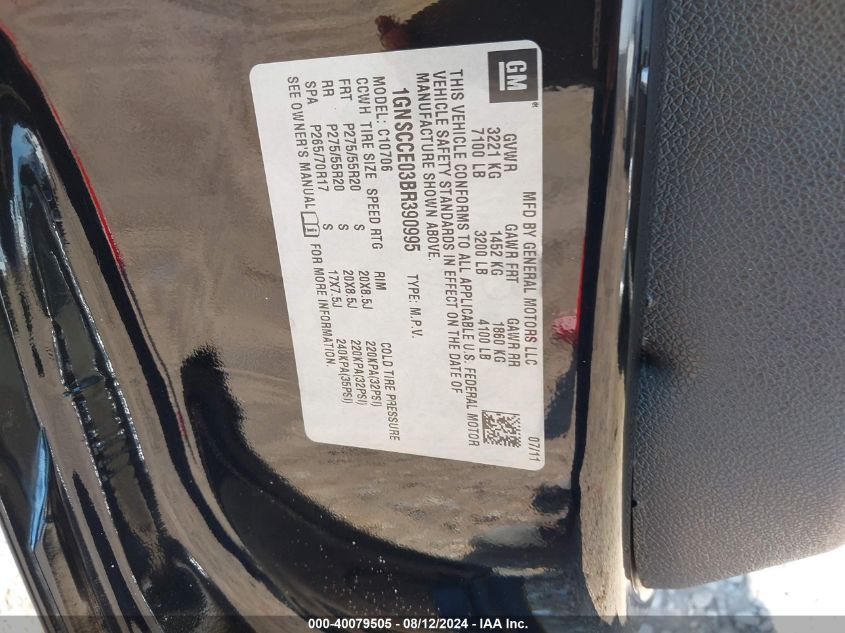 GM
MFD BY GENERAL MOTORS LLC 07/11
GVWR GAWR FRT GAWR RR
3221 KG 1452 KG 1860 KG
7100 LB 3200 LB 4100 LB
THIS VEHICLE CONFORMS TO ALL APPLICABLE U.S. FEDERAL MOTOR
VEHICLE SAFETY STANDARDS IN EFFECT ON THE DATE OF
MANUFACTURE SHOWN ABOVE.
1GNSCCE03BR390995 TYPE: M.P.V.
MODEL: C10706
CCWH TIRE SIZE SPEED RTG RIM COLD TIRE PRESSURE
FRT P275/55R20 S 20X8.5J 220KPA(32PSI)
RR P275/55R20 S 20X8.5J 220KPA(32PSI)
SPA P265/70R17 S 17X7.5J 240KPA(35PSI)
SEE OWNER'S MANUAL FOR MORE INFORMATION.
000-40079505 - 08/12/2024 - IAA Inc.